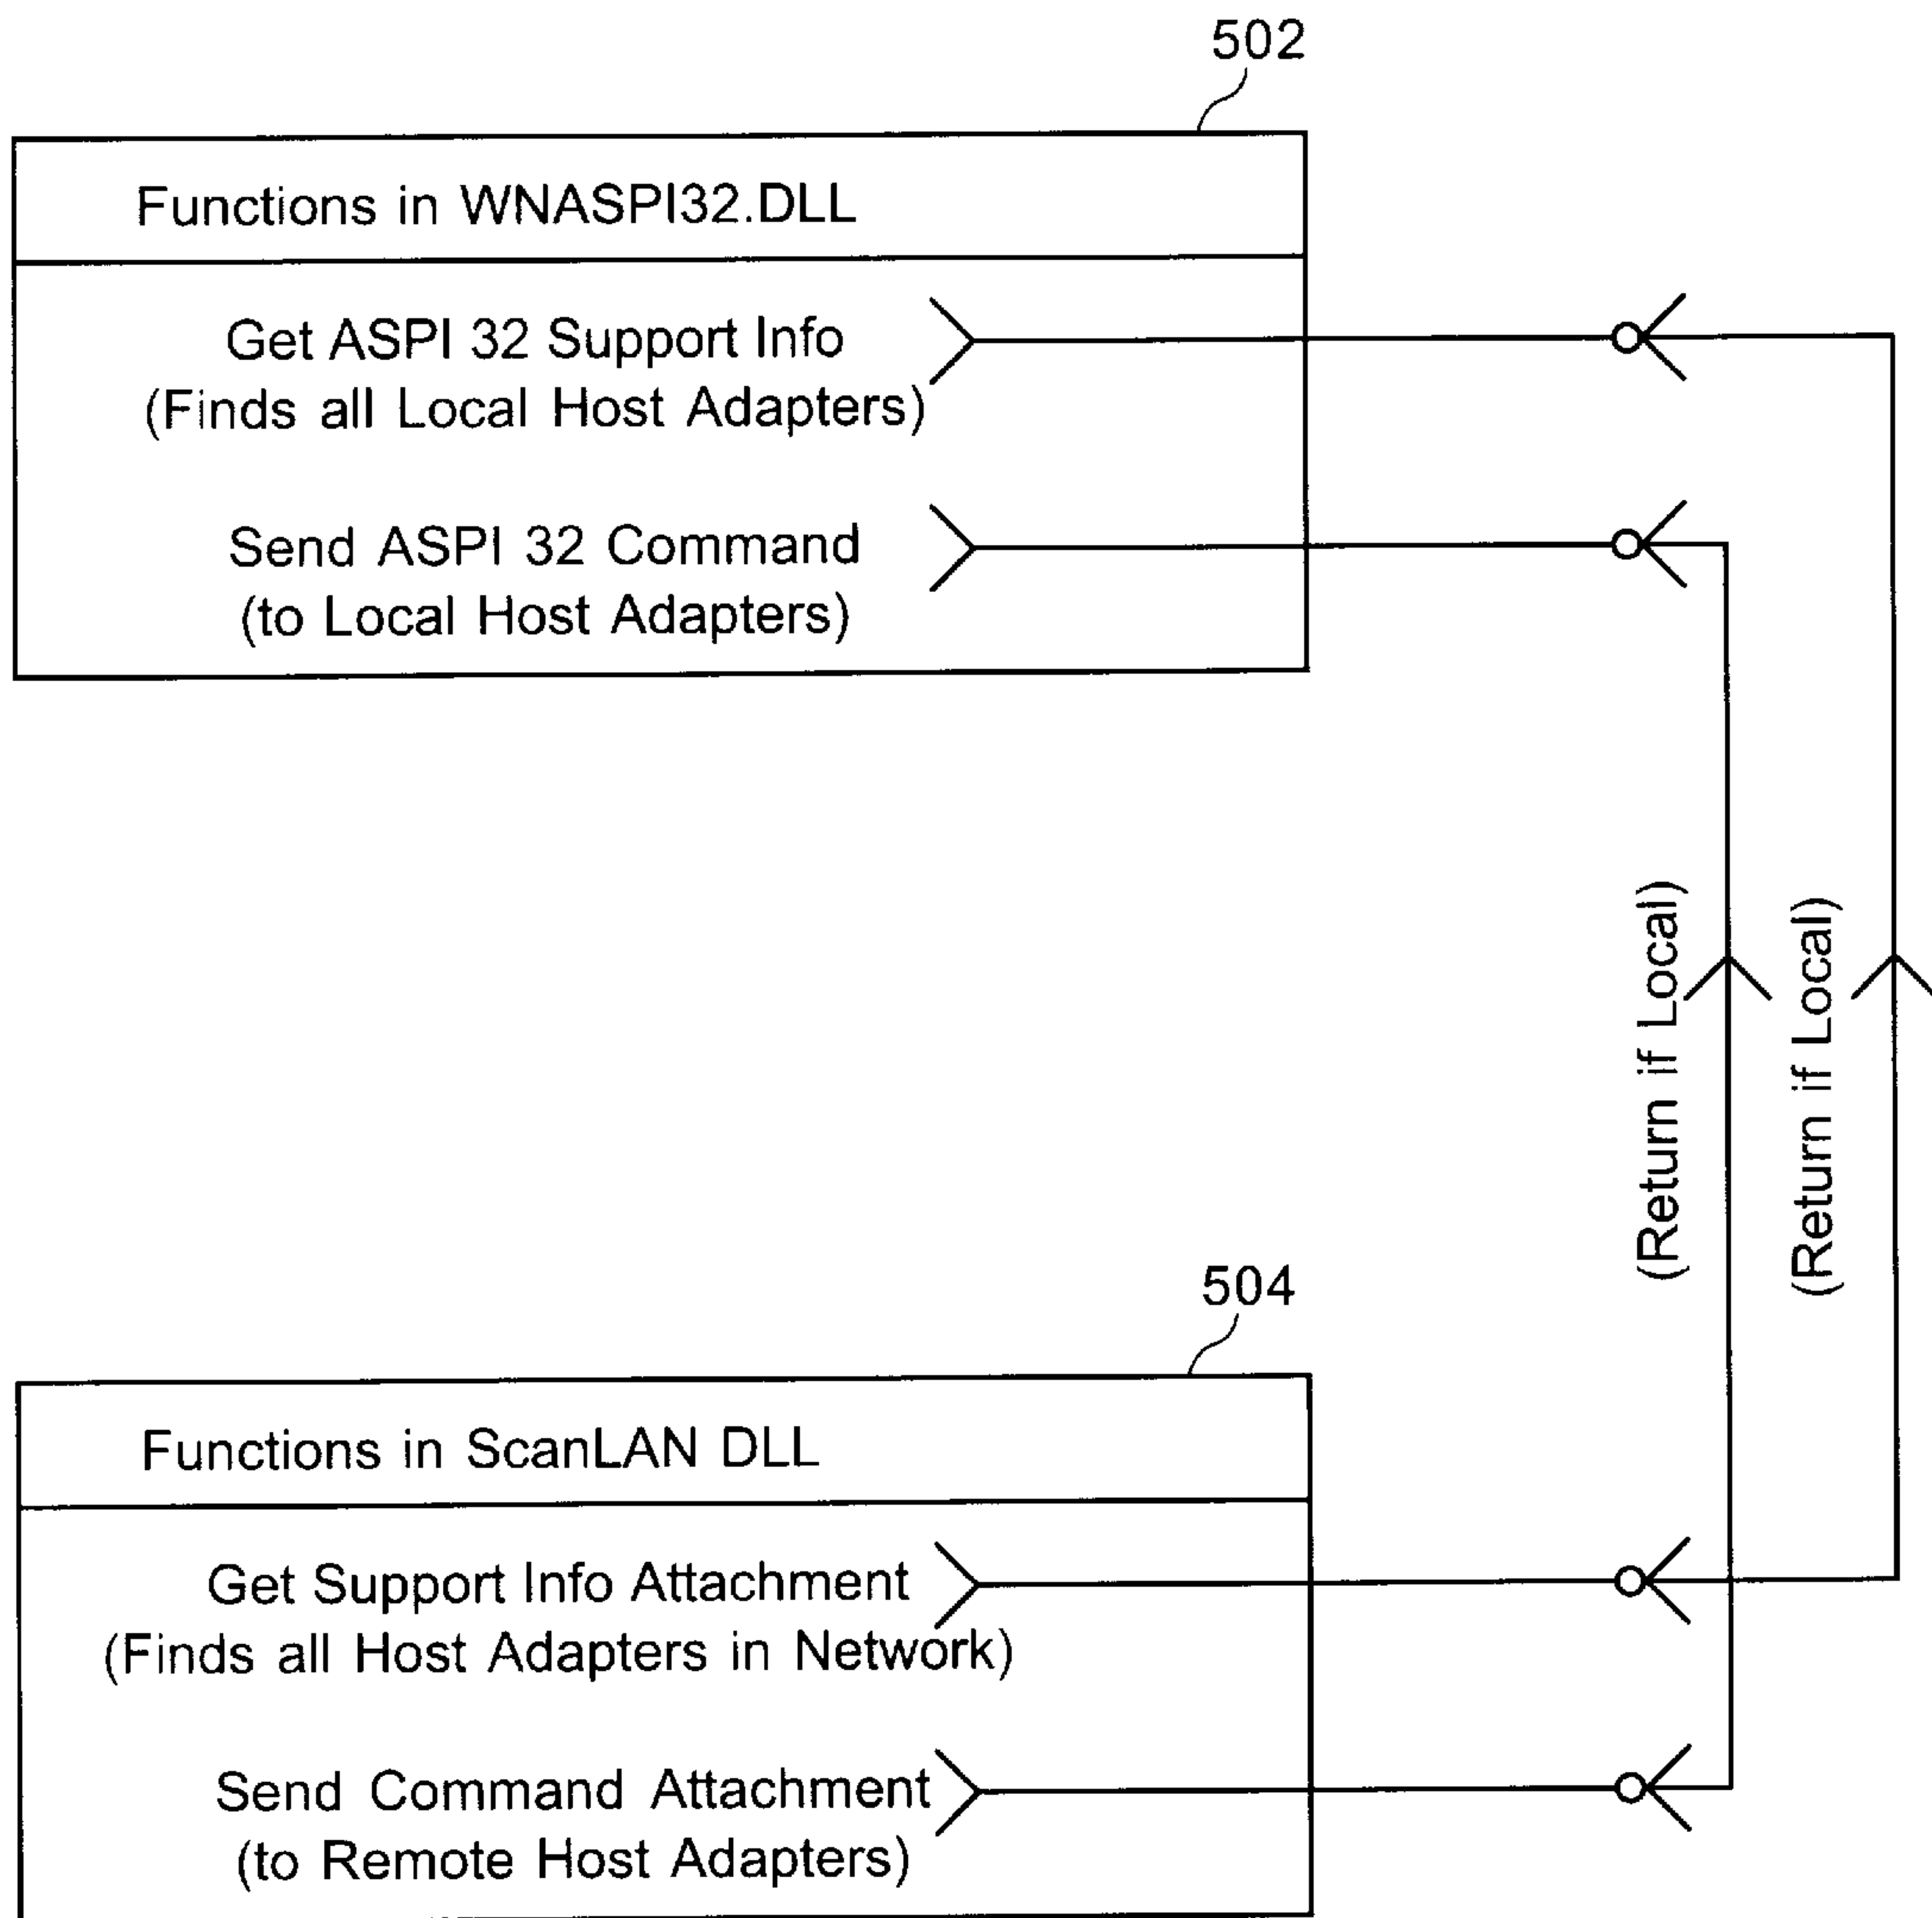 502
Functions in WNASPI32.DLL
Get ASPI 32 Support Info
(Finds all Local Host Adapters)
Send ASPI 32 Command
(to Local Host Adapters)
(Return if Local)
(Return if Local)
504
Functions in ScanLAN DLL
Get Support Info Attachment
(Finds all Host Adapters in Network)
Send Command Attachment
(to Remote Host Adapters)